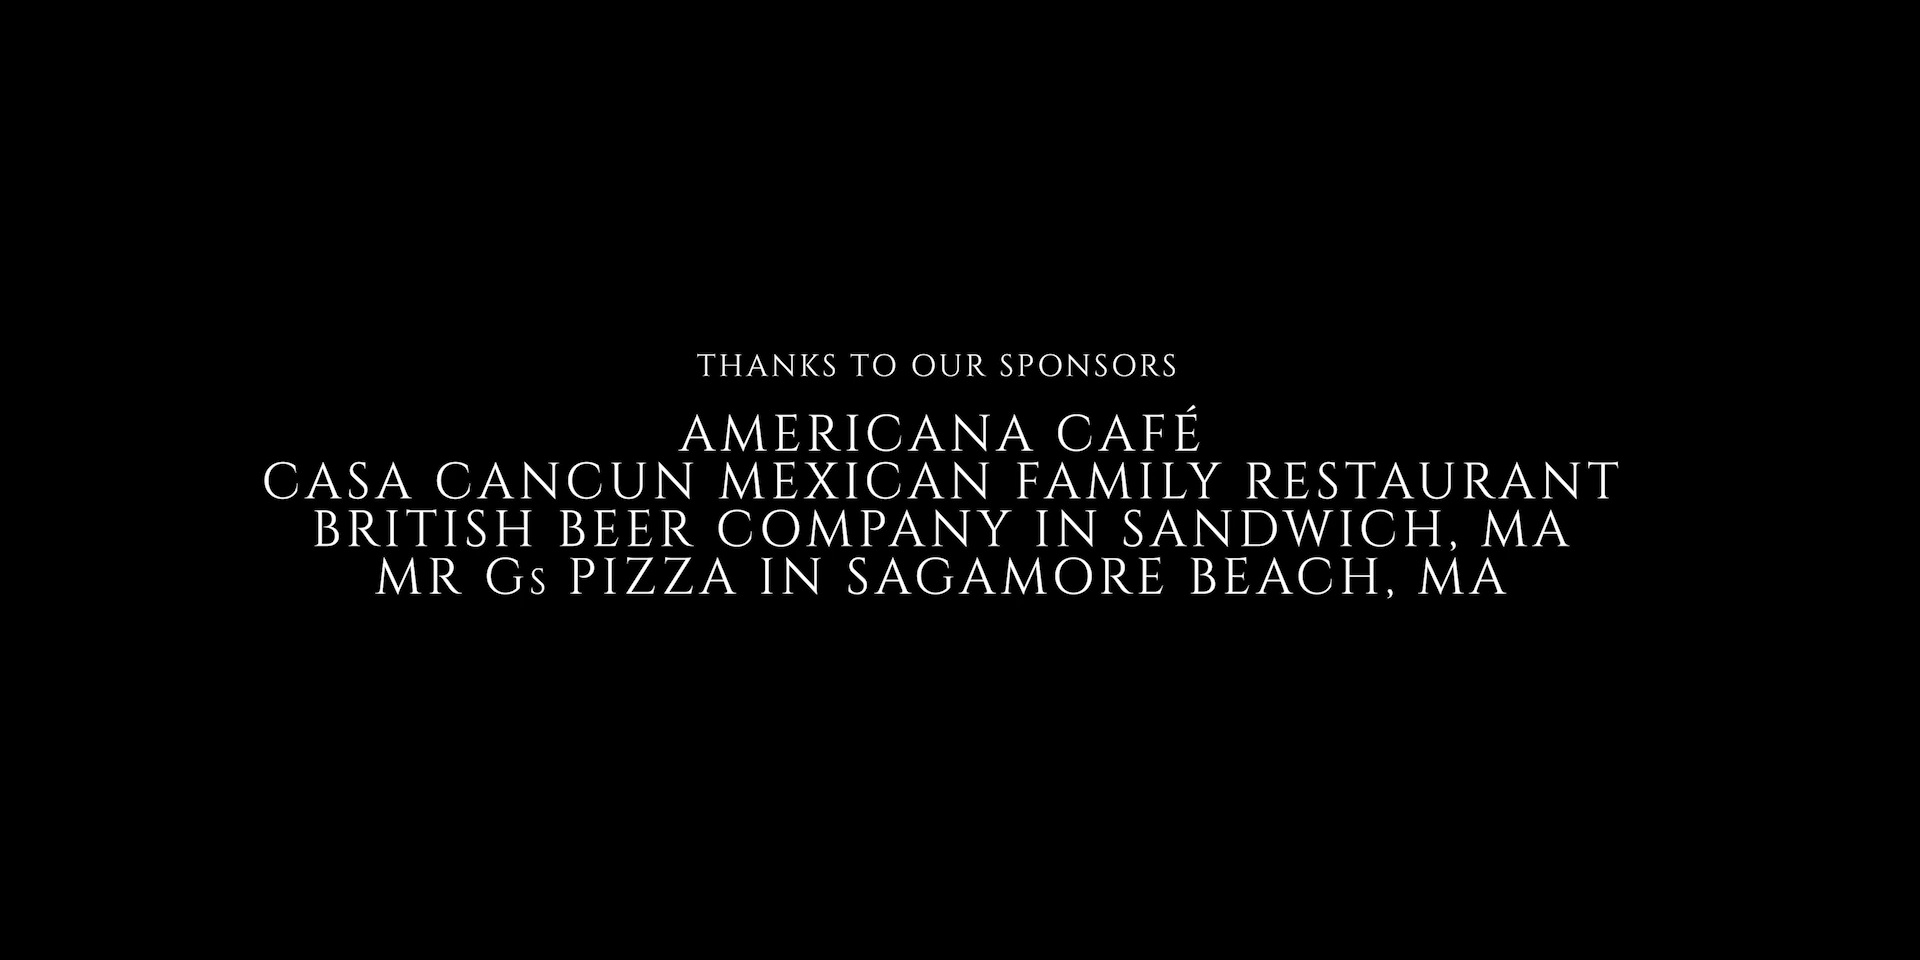 THANKS TO OUR SPONSORS
AMERICANA CAFÉ
CASA CANCUN MEXICAN FAMILY RESTAURANT
BRITISH BEER COMPANY IN SANDWICH, MA
MR Gs PIZZA IN SAGAMORE BEACH, MA